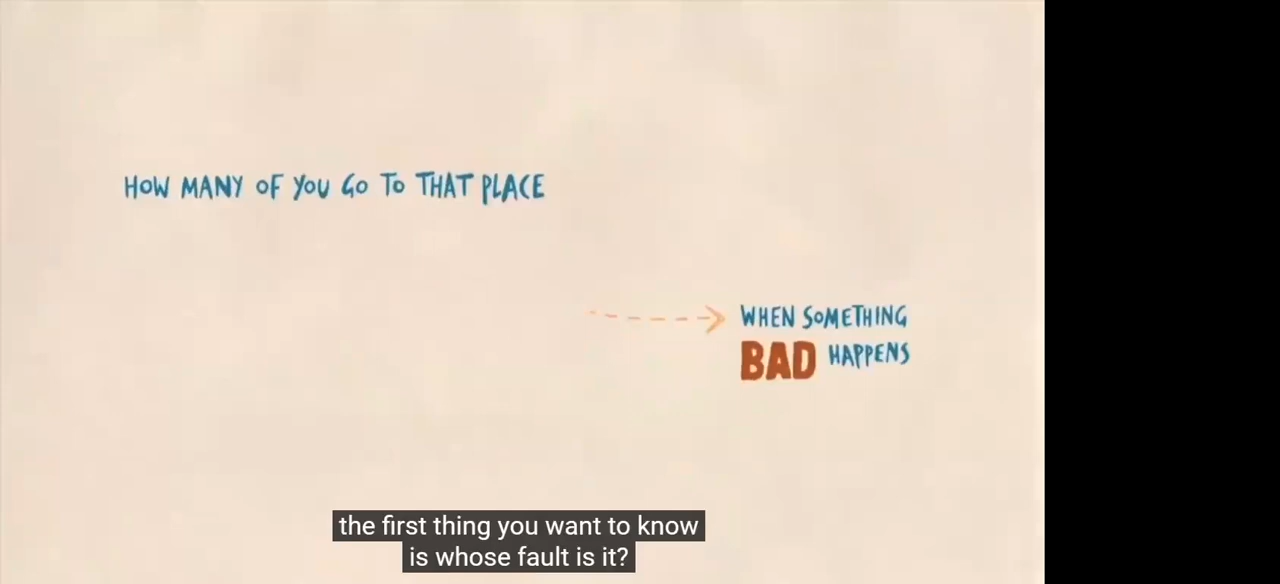 HOW MANY OF YOU GO TO THAT PLACE
WHEN SOMETHING
BAD HAPPENS
the first thing you want to know
is whose fault is it?